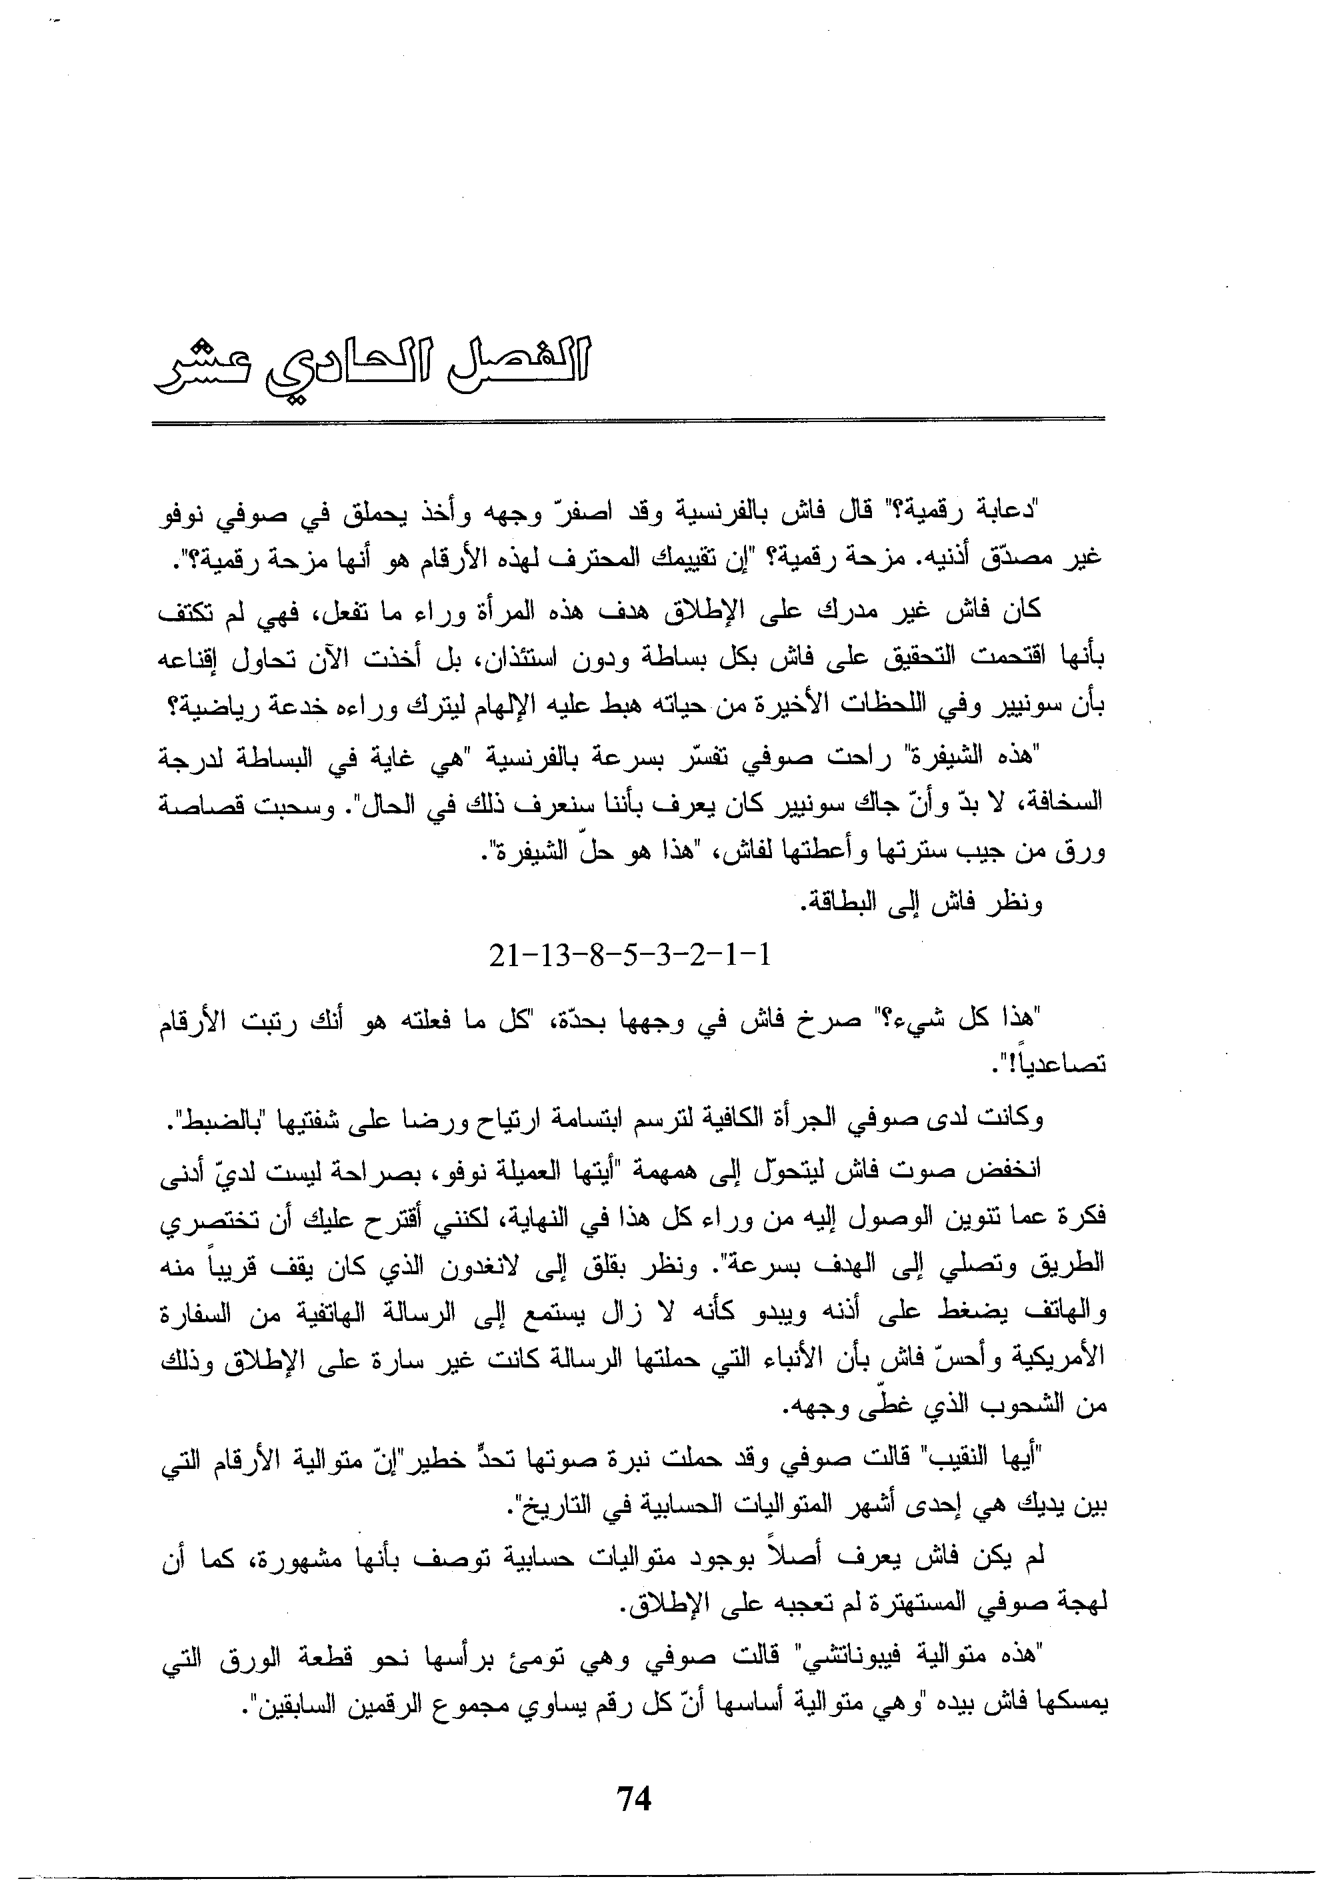 الفصل الحادي عشر
"دعابة رقمية؟" قال فاش بالفرنسية وقد اصفرّ وجهه وأخذ يحملق في صوفي نوفو
غير مصدّق أذنيه. مزحة رقمية؟ "إن تقييمك المحترف لهذه الأرقام هو أنها مزحة رقمية؟".
كان فاش غير مدرك على الإطلاق هدف هذه المرأة وراء ما تفعل، فهي لم تكتف
بأنها اقتحمت التحقيق على فاش بكل بساطة ودون استئذان، بل أخذت الآن تحاول إقناعه
بأن سونيير وفي اللحظات الأخيرة من حياته هبط عليه الإلهام ليترك وراءه خدعة رياضية؟
"هذه الشيفرة" راحت صوفي تفسّر بسرعة بالفرنسية "هي غاية في البساطة لدرجة
السخافة، لا بدّ وأنّ جاك سونيير كان يعرف بأننا سنعرف ذلك في الحال". وسحبت قصاصة
ورق من جيب سترتها وأعطتها لفاش، "هذا هو حلّ الشيفرة".
ونظر فاش إلى البطاقة.
21-13-8-5-3-2-1-1
"هذا كل شيء؟" صرخ فاش في وجهها بحدّة، "كل ما فعلته هو أنك رتبت الأرقام
تصاعدياً!".
وكانت لدى صوفي الجرأة الكافية لترسم ابتسامة ارتياح ورضا على شفتيها "بالضبط".
انخفض صوت فاش ليتحوّل إلى همهمة "أيتها العميلة نوفو، بصراحة ليست لديّ أدنى
فكرة عما تنوين الوصول إليه من وراء كل هذا في النهاية، لكنني أقترح عليك أن تختصري
الطريق وتصلي إلى الهدف بسرعة". ونظر بقلق إلى لانغدون الذي كان يقف قريباً منه
والهاتف يضغط على أذنه ويبدو كأنه لا زال يستمع إلى الرسالة الهاتفية من السفارة
الأمريكية وأحسّ فاش بأن الأنباء التي حملتها الرسالة كانت غير سارة على الإطلاق وذلك
من الشحوب الذي غطّى وجهه.
"أيها النقيب" قالت صوفي وقد حملت نبرة صوتها تحدٍّ خطير"إنّ متوالية الأرقام التي
بين يديك هي إحدى أشهر المتواليات الحسابية في التاريخ".
لم يكن فاش يعرف أصلاً بوجود متواليات حسابية توصف بأنها مشهورة، كما أن
لهجة صوفي المستهترة لم تعجبه على الإطلاق.
"هذه متوالية فيبوناتشي" قالت صوفي وهي تومئ برأسها نحو قطعة الورق التي
يمسكها فاش بيده "وهي متوالية أساسها أنّ كل رقم يساوي مجموع الرقمين السابقين".
74